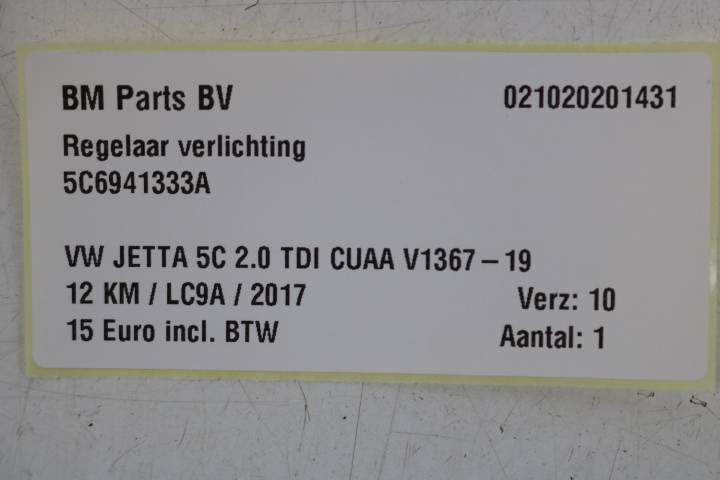 BM Parts BV 021020201431
Regelaar verlichting
5C6941333A
VW JETTA 5C 2.0 TDI CUAA V1367-19
12 KM / LC9A / 2017 Verz: 10
15 Euro incl. BTW Aantal: 1